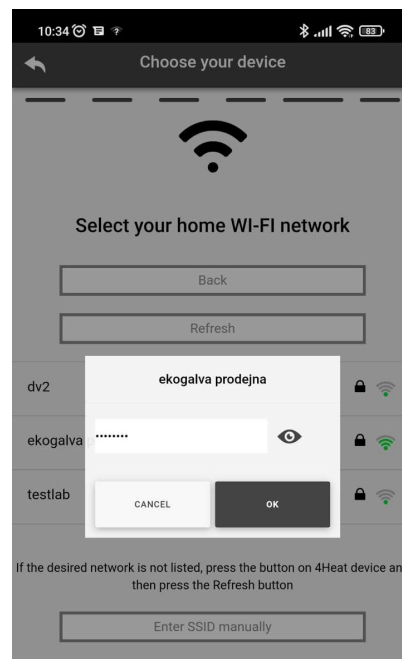 10:34
83
Choose your device
Select your home WI-FI network
Back
Refresh
ekogalva prodejna
dv2
ekogalva p
••••••••
testlab
CANCEL
OK
If the desired network is not listed, press the button on 4Heat device an
then press the Refresh button
Enter SSID manually